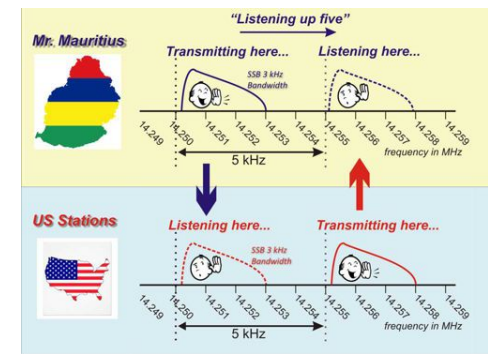 “Listening up five”
Mr. Mauritius
Transmitting here...
Listening here...
SSB 3 kHz
Bandwidth
14.249 14.250 14.251 14.252 14.253 14.254 14.255 14.256 14.257 14.258 14.259
5 kHz
frequency in MHz
US Stations
Listening here...
Transmitting here...
SSB 3 kHz
Bandwidth
14.249 14.250 14.251 14.252 14.253 14.254 14.255 14.256 14.257 14.258 14.259
5 kHz
frequency in MHz